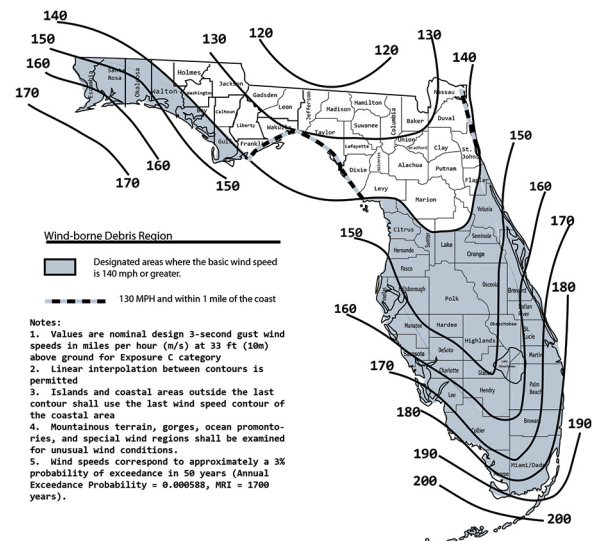 140
150
160
170
130
120
120
130
140
Escambia
Santa
Rosa
Okaloosa
Walton
Holmes
Washington
Bay
Jackson
Calhoun
Gulf
Liberty
Gadsden
Leon
Wakulla
Franklin
Jefferson
Madison
Taylor
Hamilton
Suwanee
Lafayette
Dixie
Columbia
Baker
Union
Bradford
Nassau
Duval
Clay
St.
Johns
Alachua
Putnam
Flagler
Levy
Marion
Volusia
150
160
170
180
170
160
150
Citrus
Sumter
Lake
Seminole
Orange
Hernando
Pasco
Hillsborough
Polk
Osceola
Brevard
Indian
River
Okeechobee
St.
Lucie
Manatee
Hardee
Highlands
Sarasota
DeSoto
Martin
Charlotte
Glades
Lee
Hendry
Palm
Beach
Collier
Broward
Miami/Dade
150
160
170
180
190
200
190
200
Wind-borne Debris Region
Designated areas where the basic wind speed
is 140 mph or greater.
130 MPH and within 1 mile of the coast
Notes:
1. Values are nominal design 3-second gust wind
speeds in miles per hour (m/s) at 33 ft (10m)
above ground for Exposure C category
2. Linear interpolation between contours is
permitted
3. Islands and coastal areas outside the last
contour shall use the last wind speed contour of
the coastal area
4. Mountainous terrain, gorges, ocean promonto-
ries, and special wind regions shall be examined
for unusual wind conditions.
5. Wind speeds correspond to approximately a 3%
probability of exceedance in 50 years (Annual
Exceedance Probability = 0.000588, MRI = 1700
years).